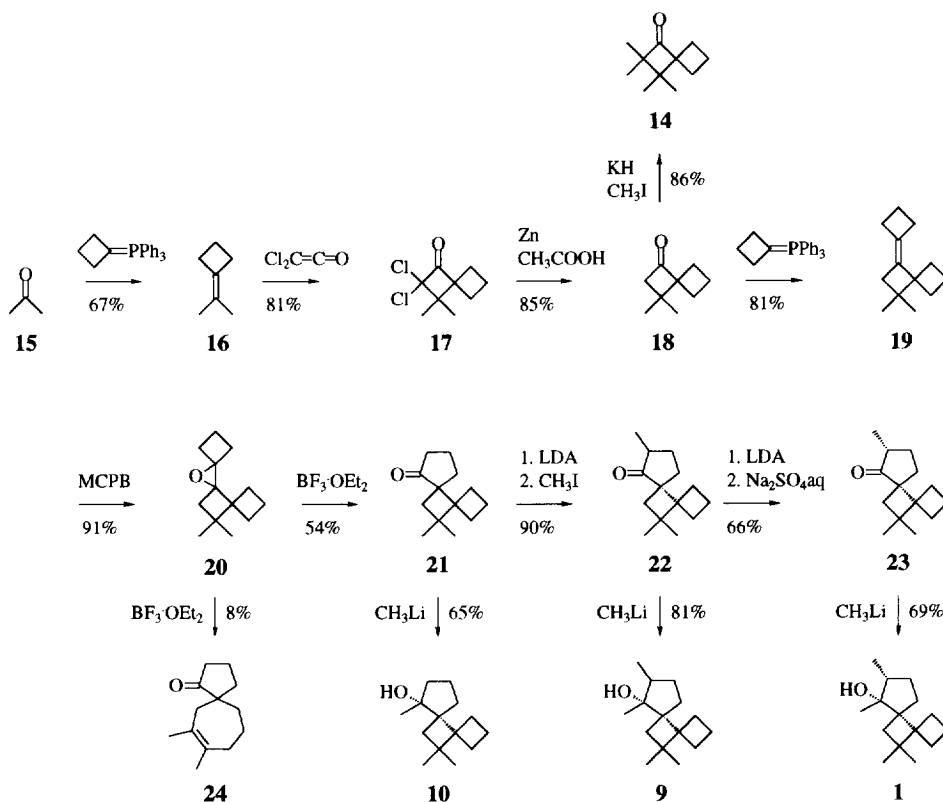 O
14
KH
CH₃I
86%
PPh₃
O
67%
15
16
Cl₂C=C=O
81%
O
Cl
Cl
17
Zn
CH₃COOH
85%
O
18
PPh₃
81%
19
MCPB
91%
O
20
BF₃·OEt₂
54%
O
21
1. LDA
2. CH₃I
90%
O
22
1. LDA
2. Na₂SO₄aq
66%
O
23
BF₃·OEt₂
8%
CH₃Li
65%
CH₃Li
81%
CH₃Li
69%
O
24
HO
10
HO
9
HO
1